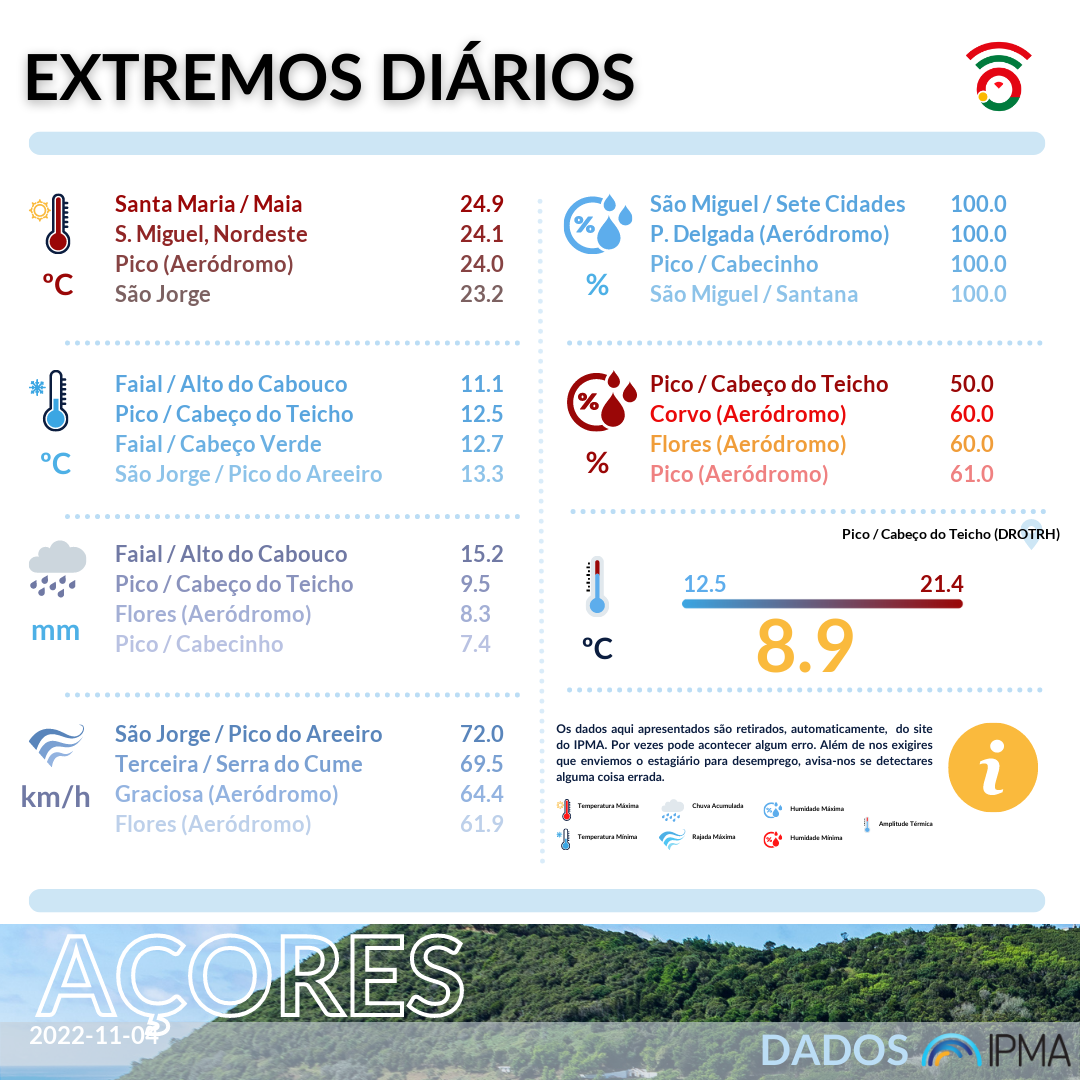 EXTREMOS DIÁRIOS
Santa Maria / Maia 24.9
S. Miguel, Nordeste 24.1
Pico (Aeródromo) 24.0
São Jorge 23.2
ºC
Faial / Alto do Cabouco 11.1
Pico / Cabeço do Teicho 12.5
Faial / Cabeço Verde 12.7
São Jorge / Pico do Areeiro 13.3
ºC
Faial / Alto do Cabouco 15.2
Pico / Cabeço do Teicho 9.5
Flores (Aeródromo) 8.3
Pico / Cabecinho 7.4
mm
São Jorge / Pico do Areeiro 72.0
Terceira / Serra do Cume 69.5
Graciosa (Aeródromo) 64.4
Flores (Aeródromo) 61.9
km/h
%
São Miguel / Sete Cidades 100.0
P. Delgada (Aeródromo) 100.0
Pico / Cabecinho 100.0
São Miguel / Santana 100.0
%
%
Pico / Cabeço do Teicho 50.0
Corvo (Aeródromo) 60.0
Flores (Aeródromo) 60.0
Pico (Aeródromo) 61.0
%
Pico / Cabeço do Teicho (DROTRH)
12.5 21.4
8.9
ºC
Os dados aqui apresentados são retirados, automaticamente, do site
do IPMA. Por vezes pode acontecer algum erro. Além de nos exigires
que enviemos o estagiário para desemprego, avisa-nos se detectares
alguma coisa errada.
i
Temperatura Máxima Chuva Acumulada Humidade Máxima
Amplitude Térmica
Temperatura Mínima Rajada Máxima Humidade Mínima
AÇORES
2022-11-04
DADOS IPMA